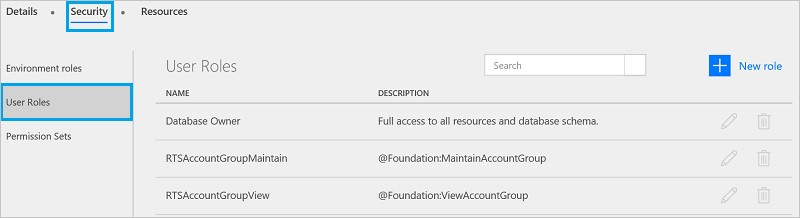 Details • Security • Resources
Environment roles
User Roles
Permission Sets
User Roles
Search
New role
NAME DESCRIPTION
Database Owner Full access to all resources and database schema.
RTSAccountGroupMaintain @Foundation:MaintainAccountGroup
RTSAccountGroupView @Foundation:ViewAccountGroup